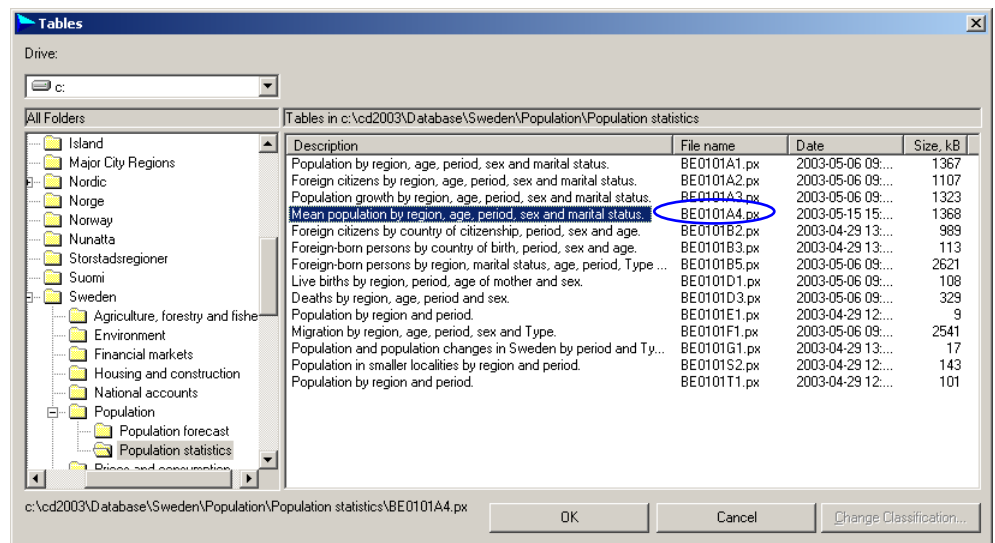 Tables
Drive:
c:
All Folders
Tables in c:\cd2003\Database\Sweden\Population\Population statistics
Island
Major City Regions
Nordic
Norge
Norway
Nunatta
Storstadsregioner
Suomi
Sweden
Agriculture, forestry and fishe
Environment
Financial markets
Housing and construction
National accounts
Population
Population forecast
Population statistics
Prices and consumption
Description File name Date Size, kB
Population by region, age, period, sex and marital status. BE0101A1.px 2003-05-06 09:... 1367
Foreign citizens by region, age, period, sex and marital status. BE0101A2.px 2003-05-06 09:... 1107
Population growth by region, age, period, sex and marital status. BE0101A3.px 2003-05-06 09:... 1323
Mean population by region, age, period, sex and marital status. BE0101A4.px 2003-05-15 15:... 1368
Foreign citizens by country of citizenship, period, sex and age. BE0101B2.px 2003-04-29 13:... 989
Foreign-born persons by country of birth, period, sex and age. BE0101B3.px 2003-04-29 13:... 113
Foreign-born persons by region, marital status, age, period, Type ... BE0101B5.px 2003-05-06 09:... 2621
Live births by region, period, age of mother and sex. BE0101D1.px 2003-05-06 09:... 108
Deaths by region, age, period and sex. BE0101D3.px 2003-05-06 09:... 329
Population by region and period. BE0101E1.px 2003-04-29 12:... 9
Migration by region, age, period, sex and Type. BE0101F1.px 2003-05-06 09:... 2541
Population and population changes in Sweden by period and Ty... BE0101G1.px 2003-04-29 13:... 17
Population in smaller localities by region and period. BE0101S2.px 2003-04-29 12:... 143
Population by region and period. BE0101T1.px 2003-04-29 12:... 101
c:\cd2003\Database\Sweden\Population\Population statistics\BE0101A4.px
OK
Cancel
Change Classification...